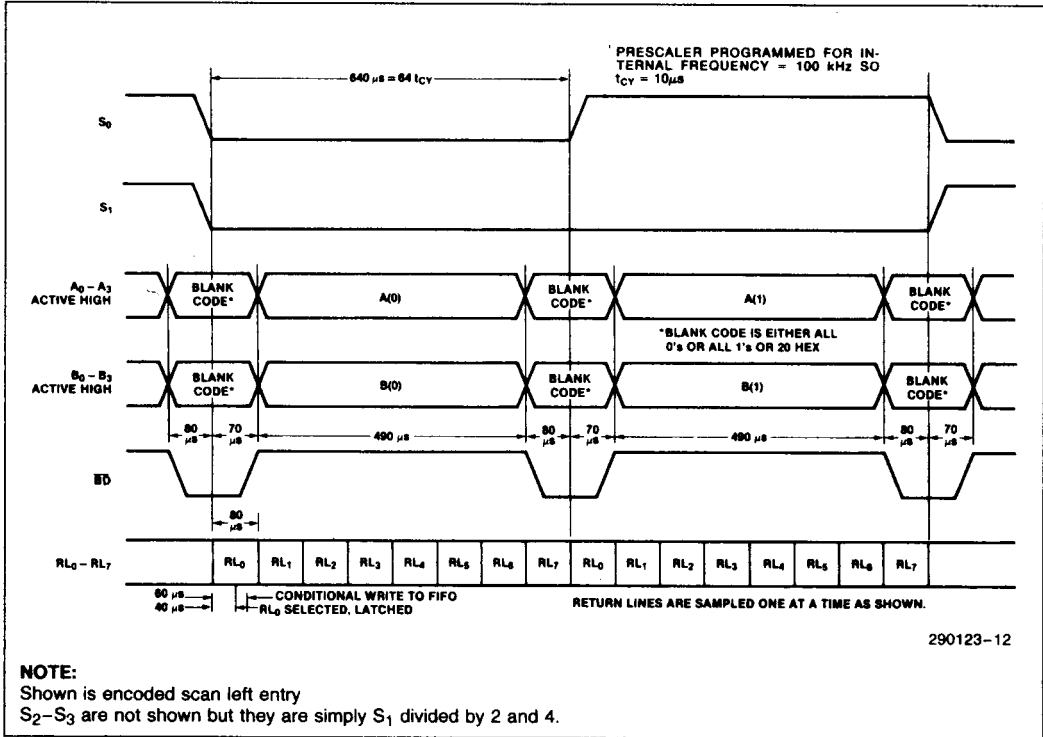 PRESCALER PROGRAMMED FOR IN-
TERNAL FREQUENCY = 100 kHz SO
tCY = 10μs
640 μs = 64 tCY
S0
S1
A0 – A3
ACTIVE HIGH
BLANK
CODE*
A(0)
BLANK
CODE*
A(1)
BLANK
CODE*
*BLANK CODE IS EITHER ALL
0's OR ALL 1's OR 20 HEX
B0 – B3
ACTIVE HIGH
BLANK
CODE*
B(0)
BLANK
CODE*
B(1)
BLANK
CODE*
80
μs
70
μs
490 μs
80
μs
70
μs
490 μs
80
μs
70
μs
BD
80
μs
RL0 – RL7
RL0 RL1 RL2 RL3 RL4 RL5 RL6 RL7 RL0 RL1 RL2 RL3 RL4 RL5 RL6 RL7
60 μs
CONDITIONAL WRITE TO FIFO
40 μs
RL0 SELECTED, LATCHED
RETURN LINES ARE SAMPLED ONE AT A TIME AS SHOWN.
290123–12
NOTE:
Shown is encoded scan left entry
S2–S3 are not shown but they are simply S1 divided by 2 and 4.